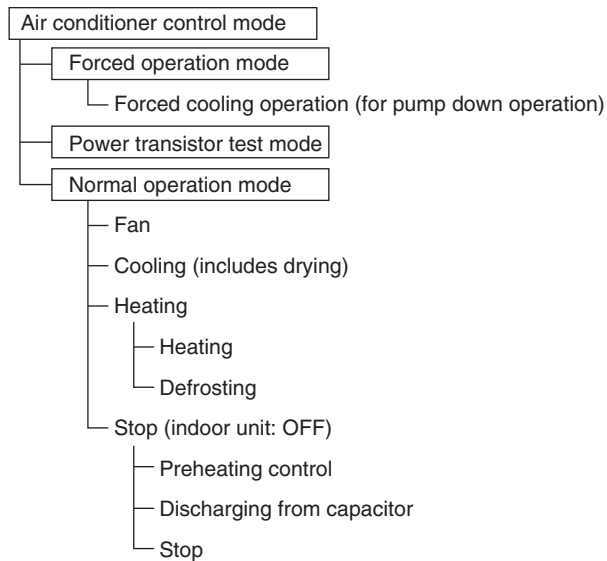 Air conditioner control mode
Forced operation mode
Forced cooling operation (for pump down operation)
Power transistor test mode
Normal operation mode
Fan
Cooling (includes drying)
Heating
Heating
Defrosting
Stop (indoor unit: OFF)
Preheating control
Discharging from capacitor
Stop